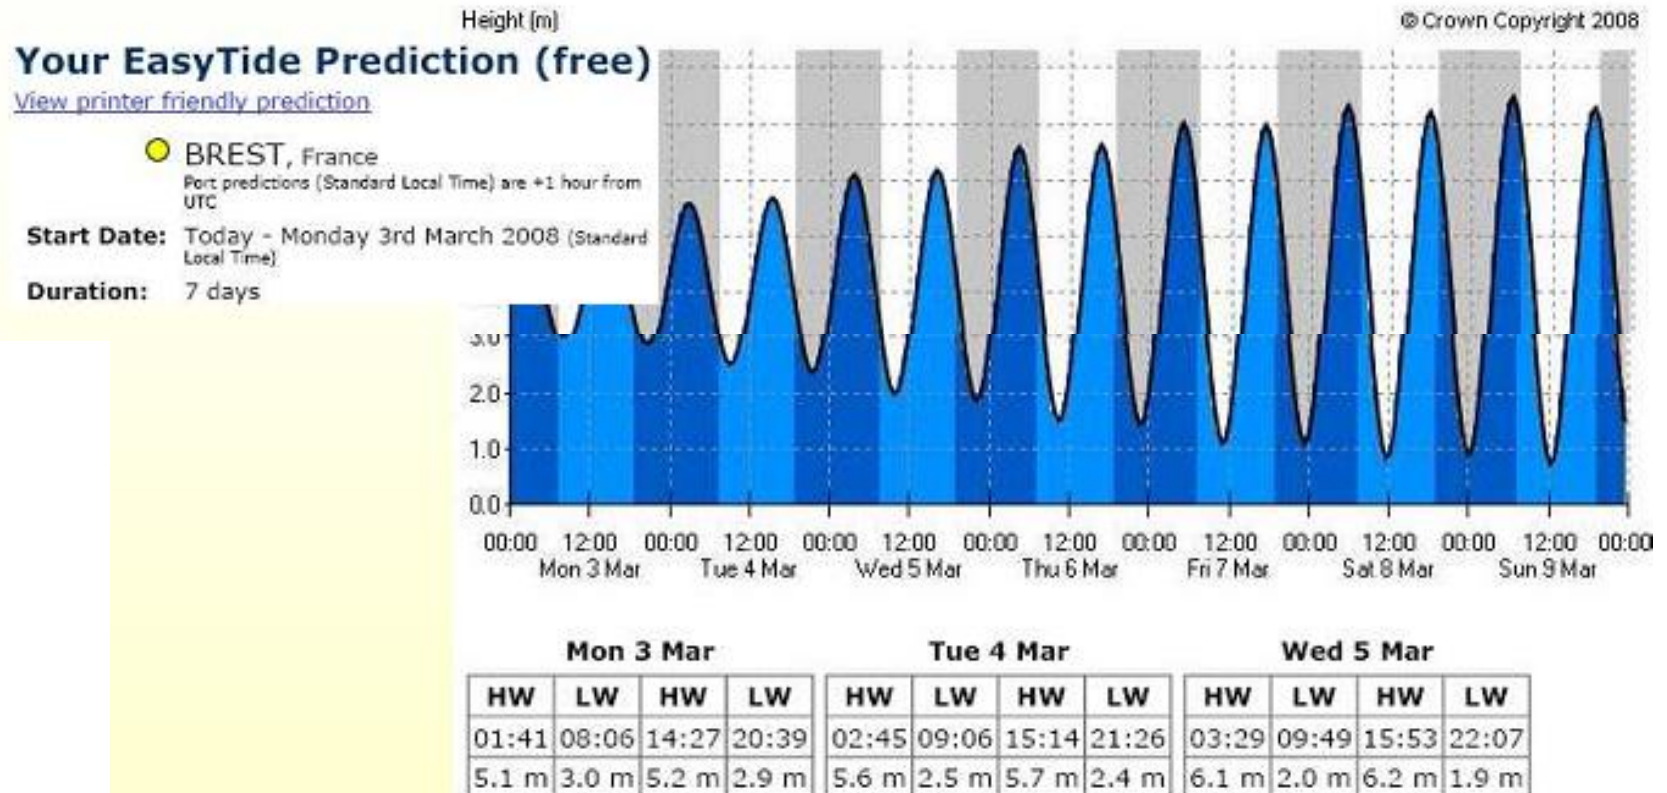 Height (m)
© Crown Copyright 2008
Your EasyTide Prediction (free)
View printer friendly prediction
BREST, France
Port predictions (Standard Local Time) are +1 hour from
UTC
Start Date: Today - Monday 3rd March 2008 (Standard
Local Time)
Duration: 7 days
3.0
2.0
1.0
0.0
00:00 12:00 00:00 12:00 00:00 12:00 00:00 12:00 00:00 12:00 00:00 12:00 00:00 12:00 00:00
Mon 3 Mar Tue 4 Mar Wed 5 Mar Thu 6 Mar Fri 7 Mar Sat 8 Mar Sun 9 Mar
Mon 3 Mar Tue 4 Mar Wed 5 Mar
HW LW HW LW HW LW HW LW HW LW HW LW
01:41 08:06 14:27 20:39 02:45 09:06 15:14 21:26 03:29 09:49 15:53 22:07
5.1 m 3.0 m 5.2 m 2.9 m 5.6 m 2.5 m 5.7 m 2.4 m 6.1 m 2.0 m 6.2 m 1.9 m